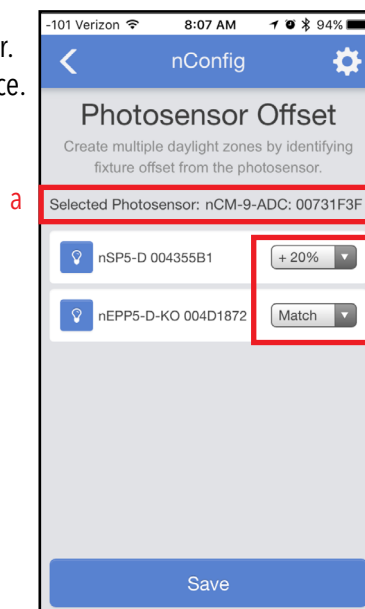 -101 Verizon 8:07 AM 94%
r.
nConfig
ce.
Photosensor Offset
Create multiple daylight zones by identifying
fixture offset from the photosensor.
a
Selected Photosensor: nCM-9-ADC: 00731F3F
nSP5-D 004355B1 + 20%
nEPP5-D-KO 004D1872 Match
Save